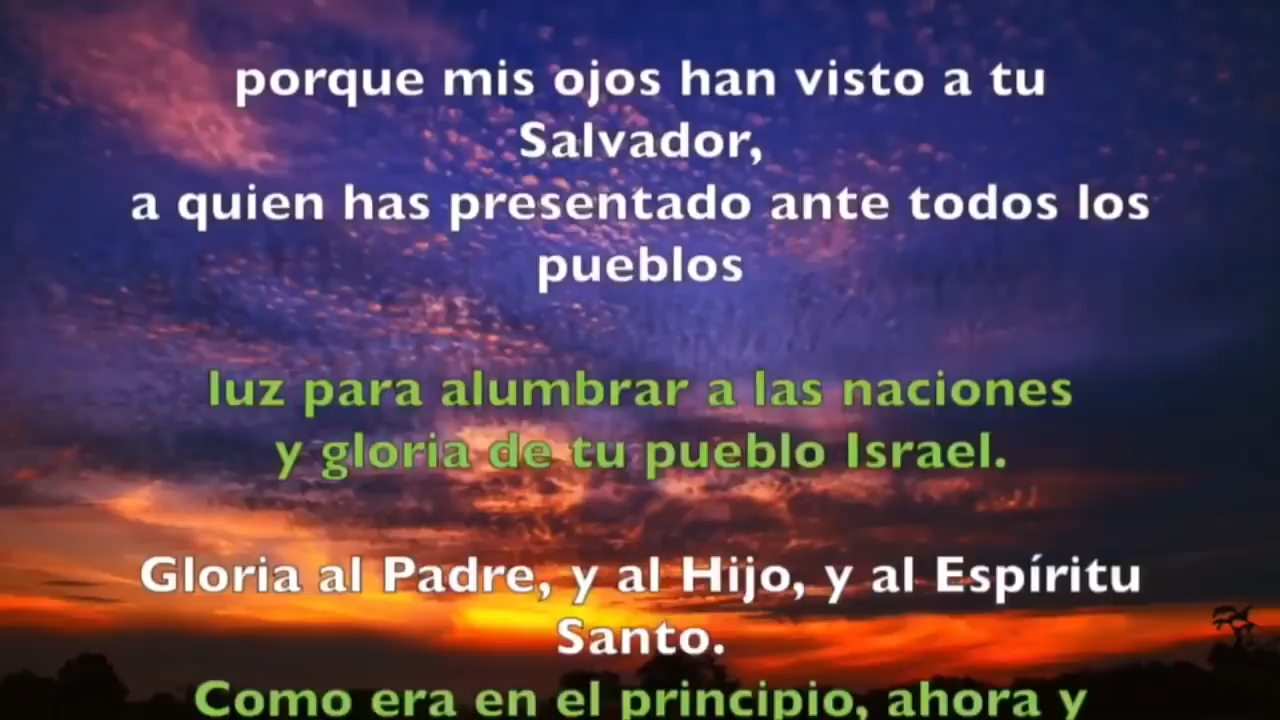 porque mis ojos han visto a tu
Salvador,
a quien has presentado ante todos los
pueblos
luz para alumbrar a las naciones
y gloria de tu pueblo Israel.
Gloria al Padre, y al Hijo, y al Espíritu
Santo.
Como era en el principio, ahora y